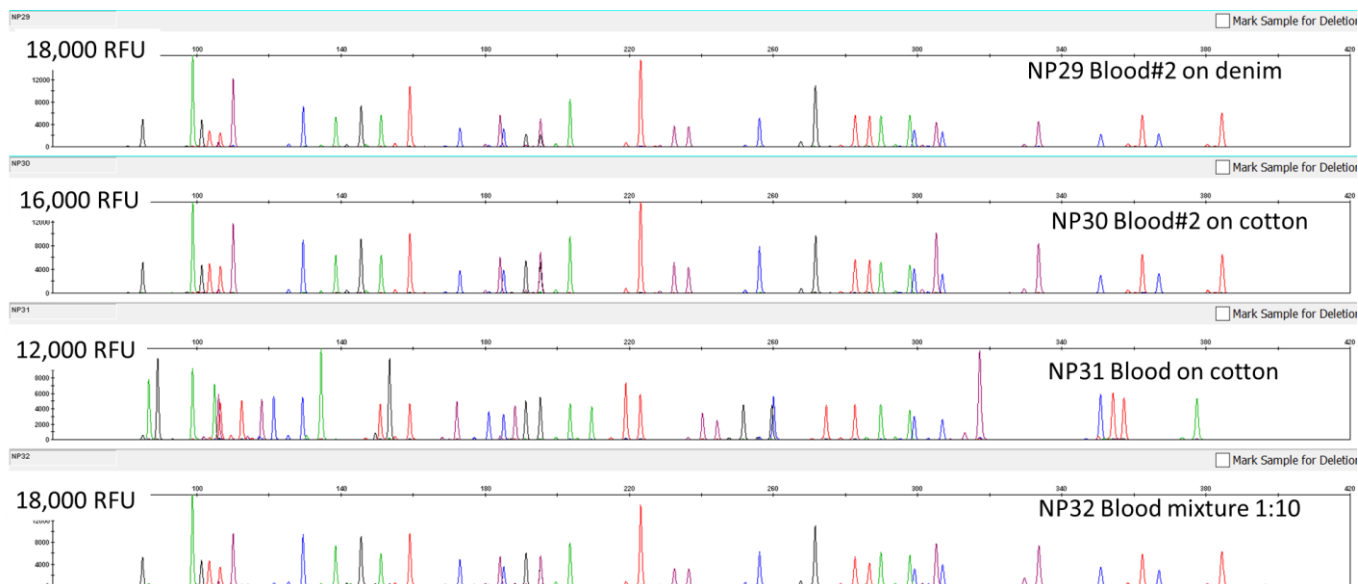 NP29 Mark Sample for Deletion
18,000 RFU 100 140 180 220 260 300 340 380 420
NP29 Blood#2 on denim
12000
8000
4000
0
NP30 Mark Sample for Deletion
16,000 RFU 100 140 180 220 260 300 340 380 420
NP30 Blood#2 on cotton
12000
8000
4000
0
NP31 Mark Sample for Deletion
12,000 RFU 100 140 180 220 260 300 340 380 420
NP31 Blood on cotton
8000
6000
4000
2000
0
NP32 Mark Sample for Deletion
18,000 RFU 100 140 180 220 260 300 340 380 420
NP32 Blood mixture 1:10
12000
8000
4000